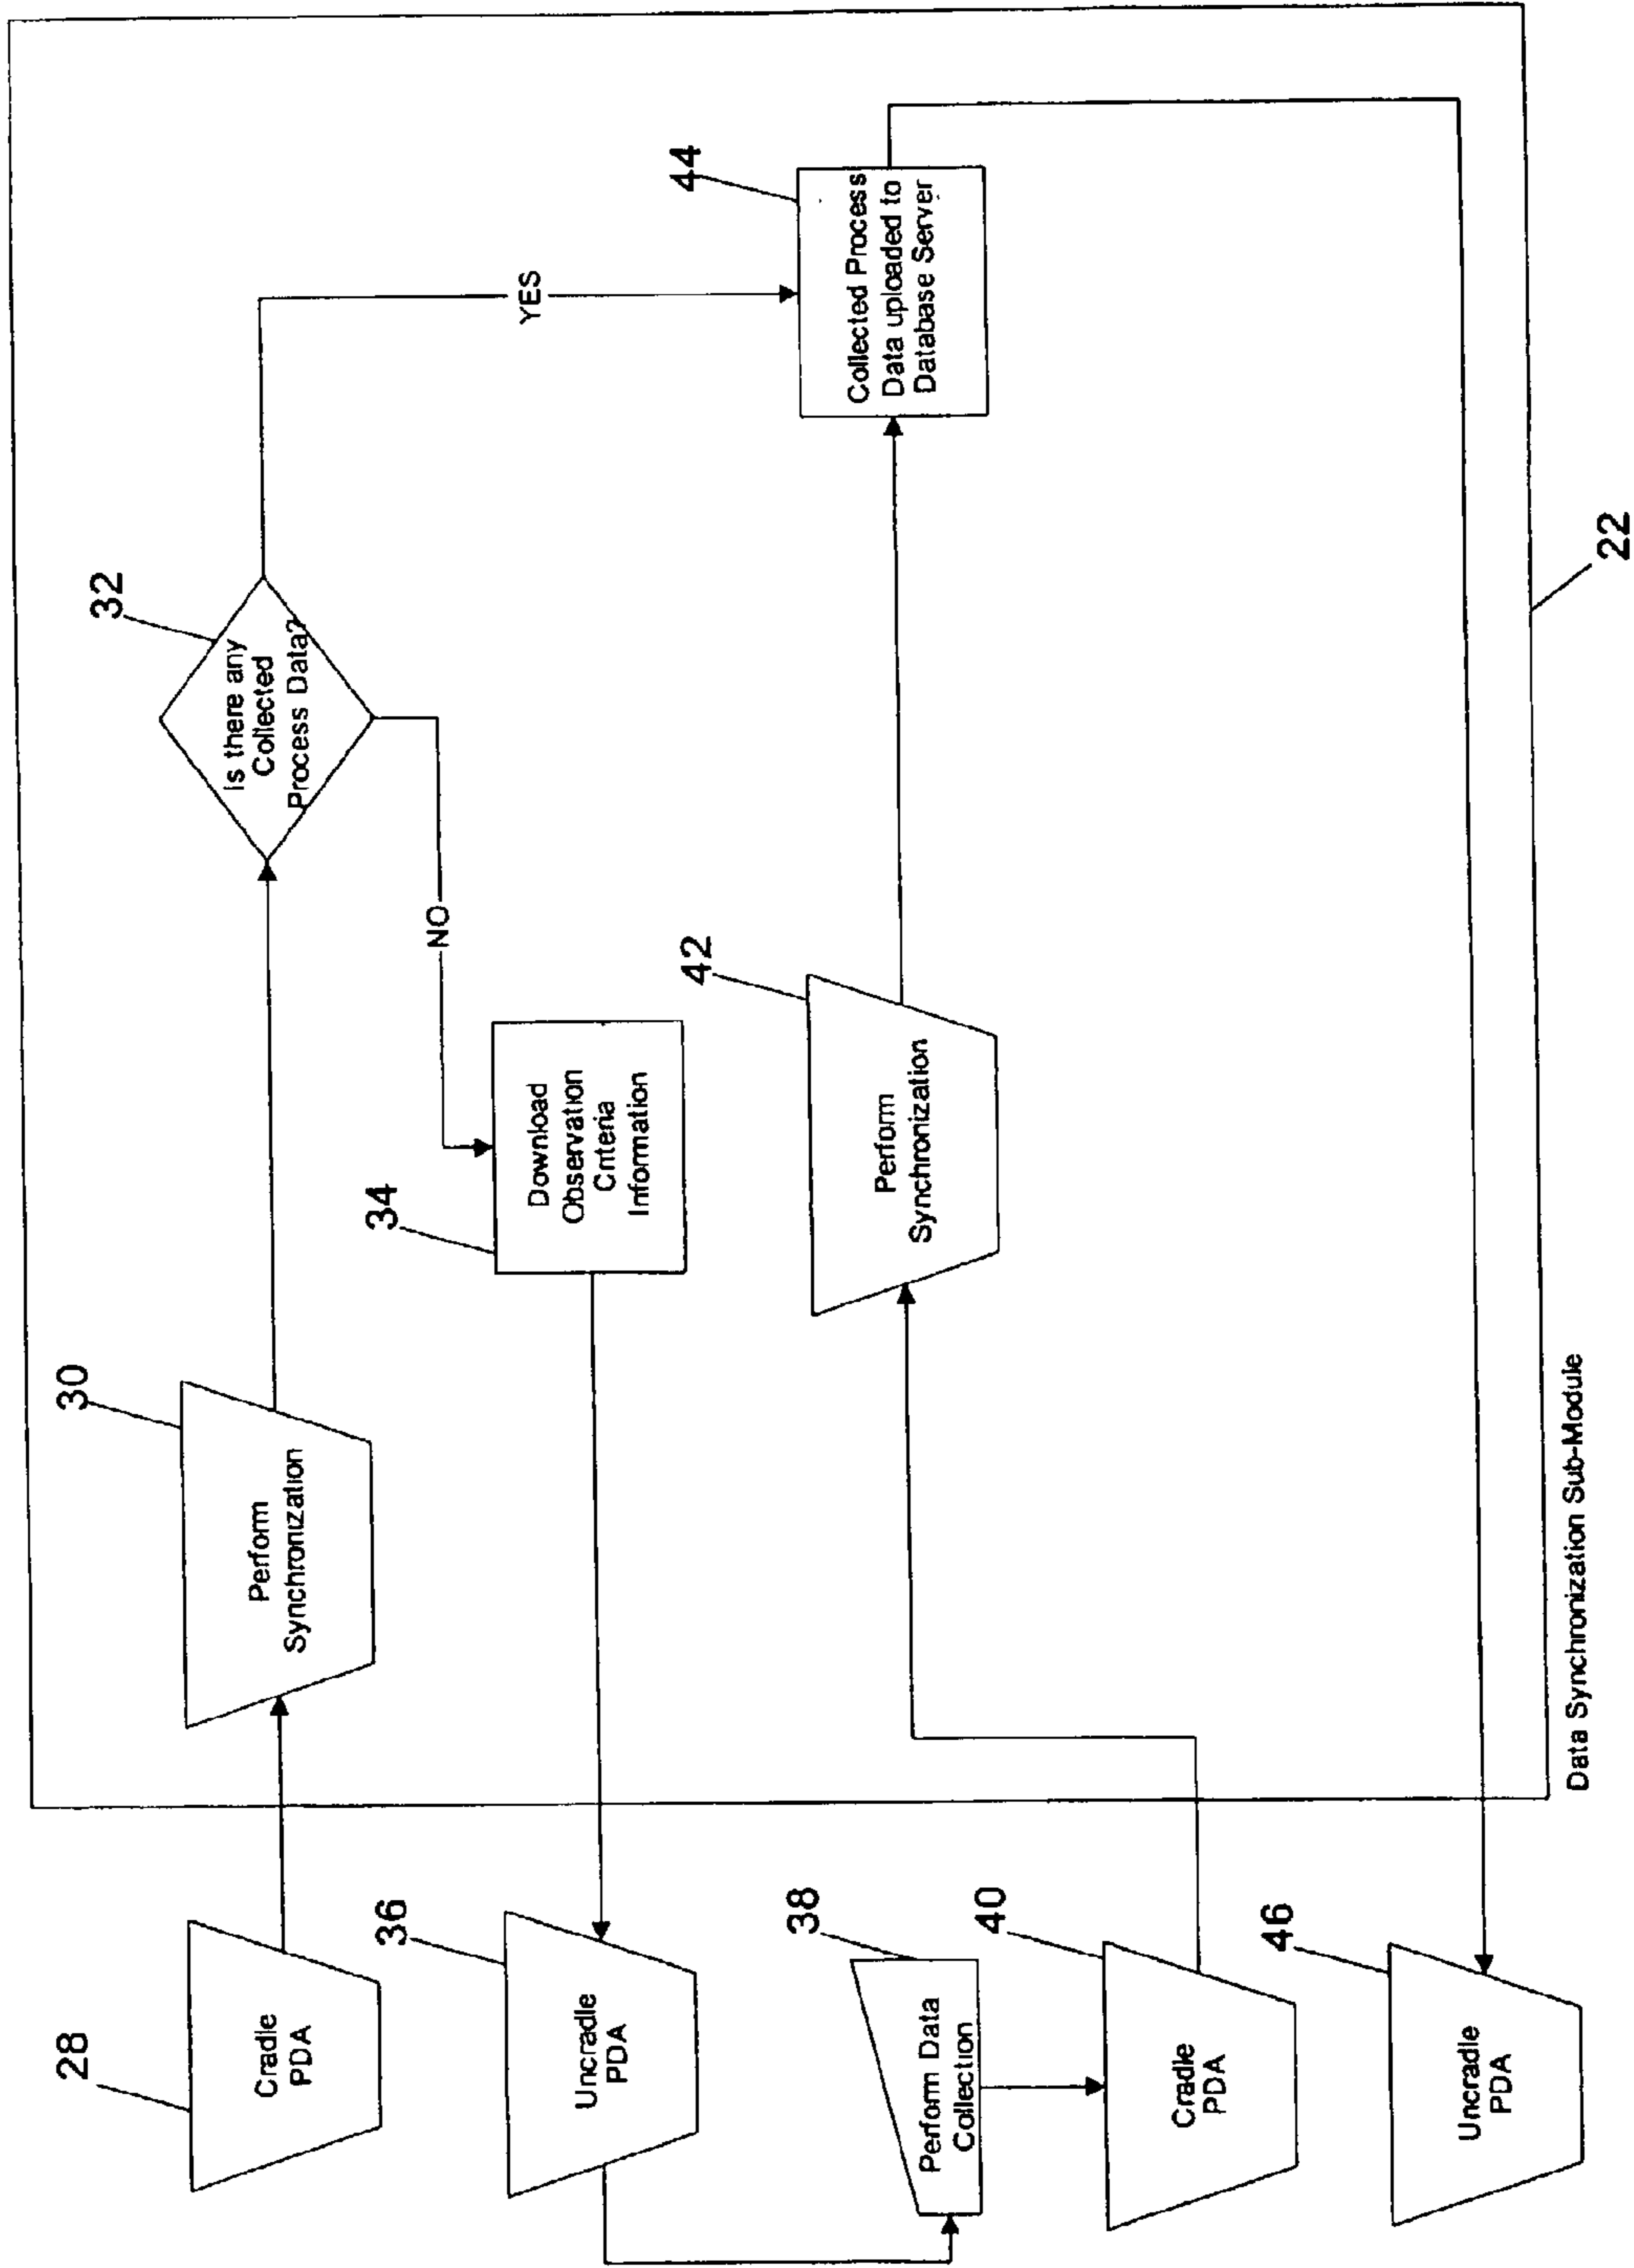 28
Cradle
PDA
30
Perform
Synchronization
32
Is there any
Collected
Process Data?
YES
NO
34
Download
Observation
Criteria
Information
36
Uncradle
PDA
38
Perform Data
Collection
40
Cradle
PDA
42
Perform
Synchronization
44
Collected Process
Data uploaded to
Database Server
46
Uncradle
PDA
22
Data Synchronization Sub-Module